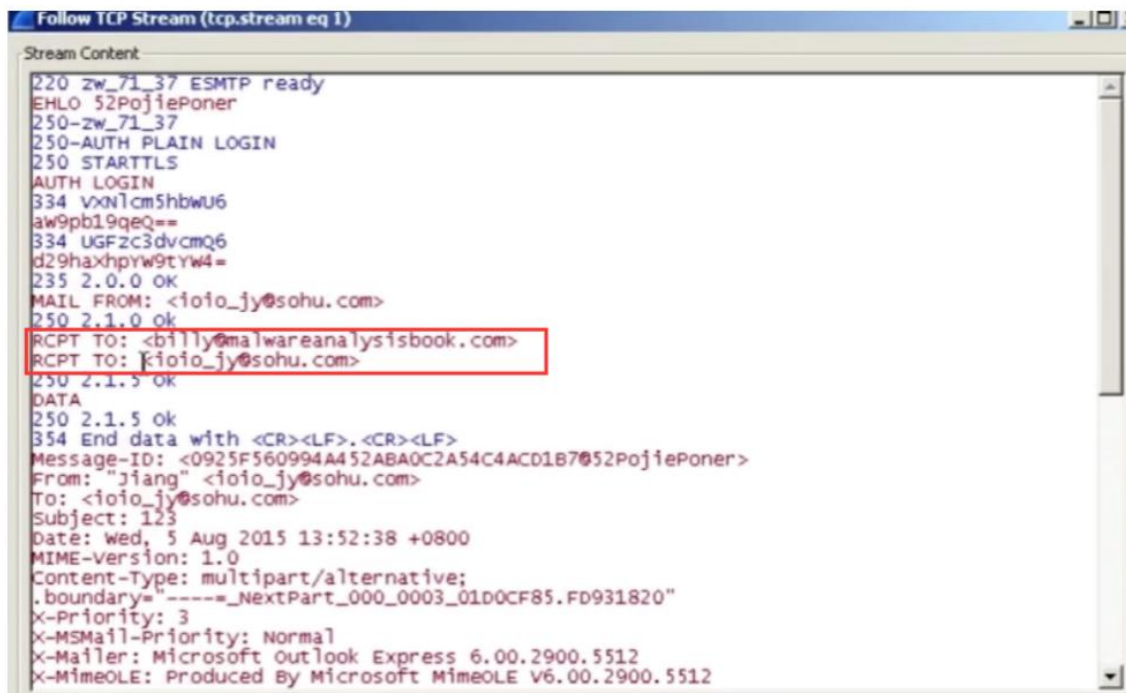 Follow TCP Stream (tcp.stream eq 1)
Stream Content
220 zw_71_37 ESMTP ready
EHLO 52PojiePoner
250-zw_71_37
250-AUTH PLAIN LOGIN
250 STARTTLS
AUTH LOGIN
334 VXNlcm5hbWU6
aW9pb19qeQ==
334 UGFzc3dvcmQ6
d29haXhpYW9tYW4=
235 2.0.0 OK
MAIL FROM: <ioio_jy@sohu.com>
250 2.1.0 Ok
RCPT TO: <billy@malwareanalysisbook.com>
RCPT TO: <ioio_jy@sohu.com>
250 2.1.5 Ok
DATA
250 2.1.5 Ok
354 End data with <CR><LF>.<CR><LF>
Message-ID: <0925F560994A452ABA0C2A54C4ACD1B7@52PojiePoner>
From: "Jiang" <ioio_jy@sohu.com>
To: <ioio_jy@sohu.com>
Subject: 123
Date: Wed, 5 Aug 2015 13:52:38 +0800
MIME-Version: 1.0
Content-Type: multipart/alternative;
.boundary="----=_NextPart_000_0003_01D0CF85.FD931820"
X-Priority: 3
X-MSMail-Priority: Normal
X-Mailer: Microsoft Outlook Express 6.00.2900.5512
X-MimeOLE: Produced By Microsoft MimeOLE V6.00.2900.5512